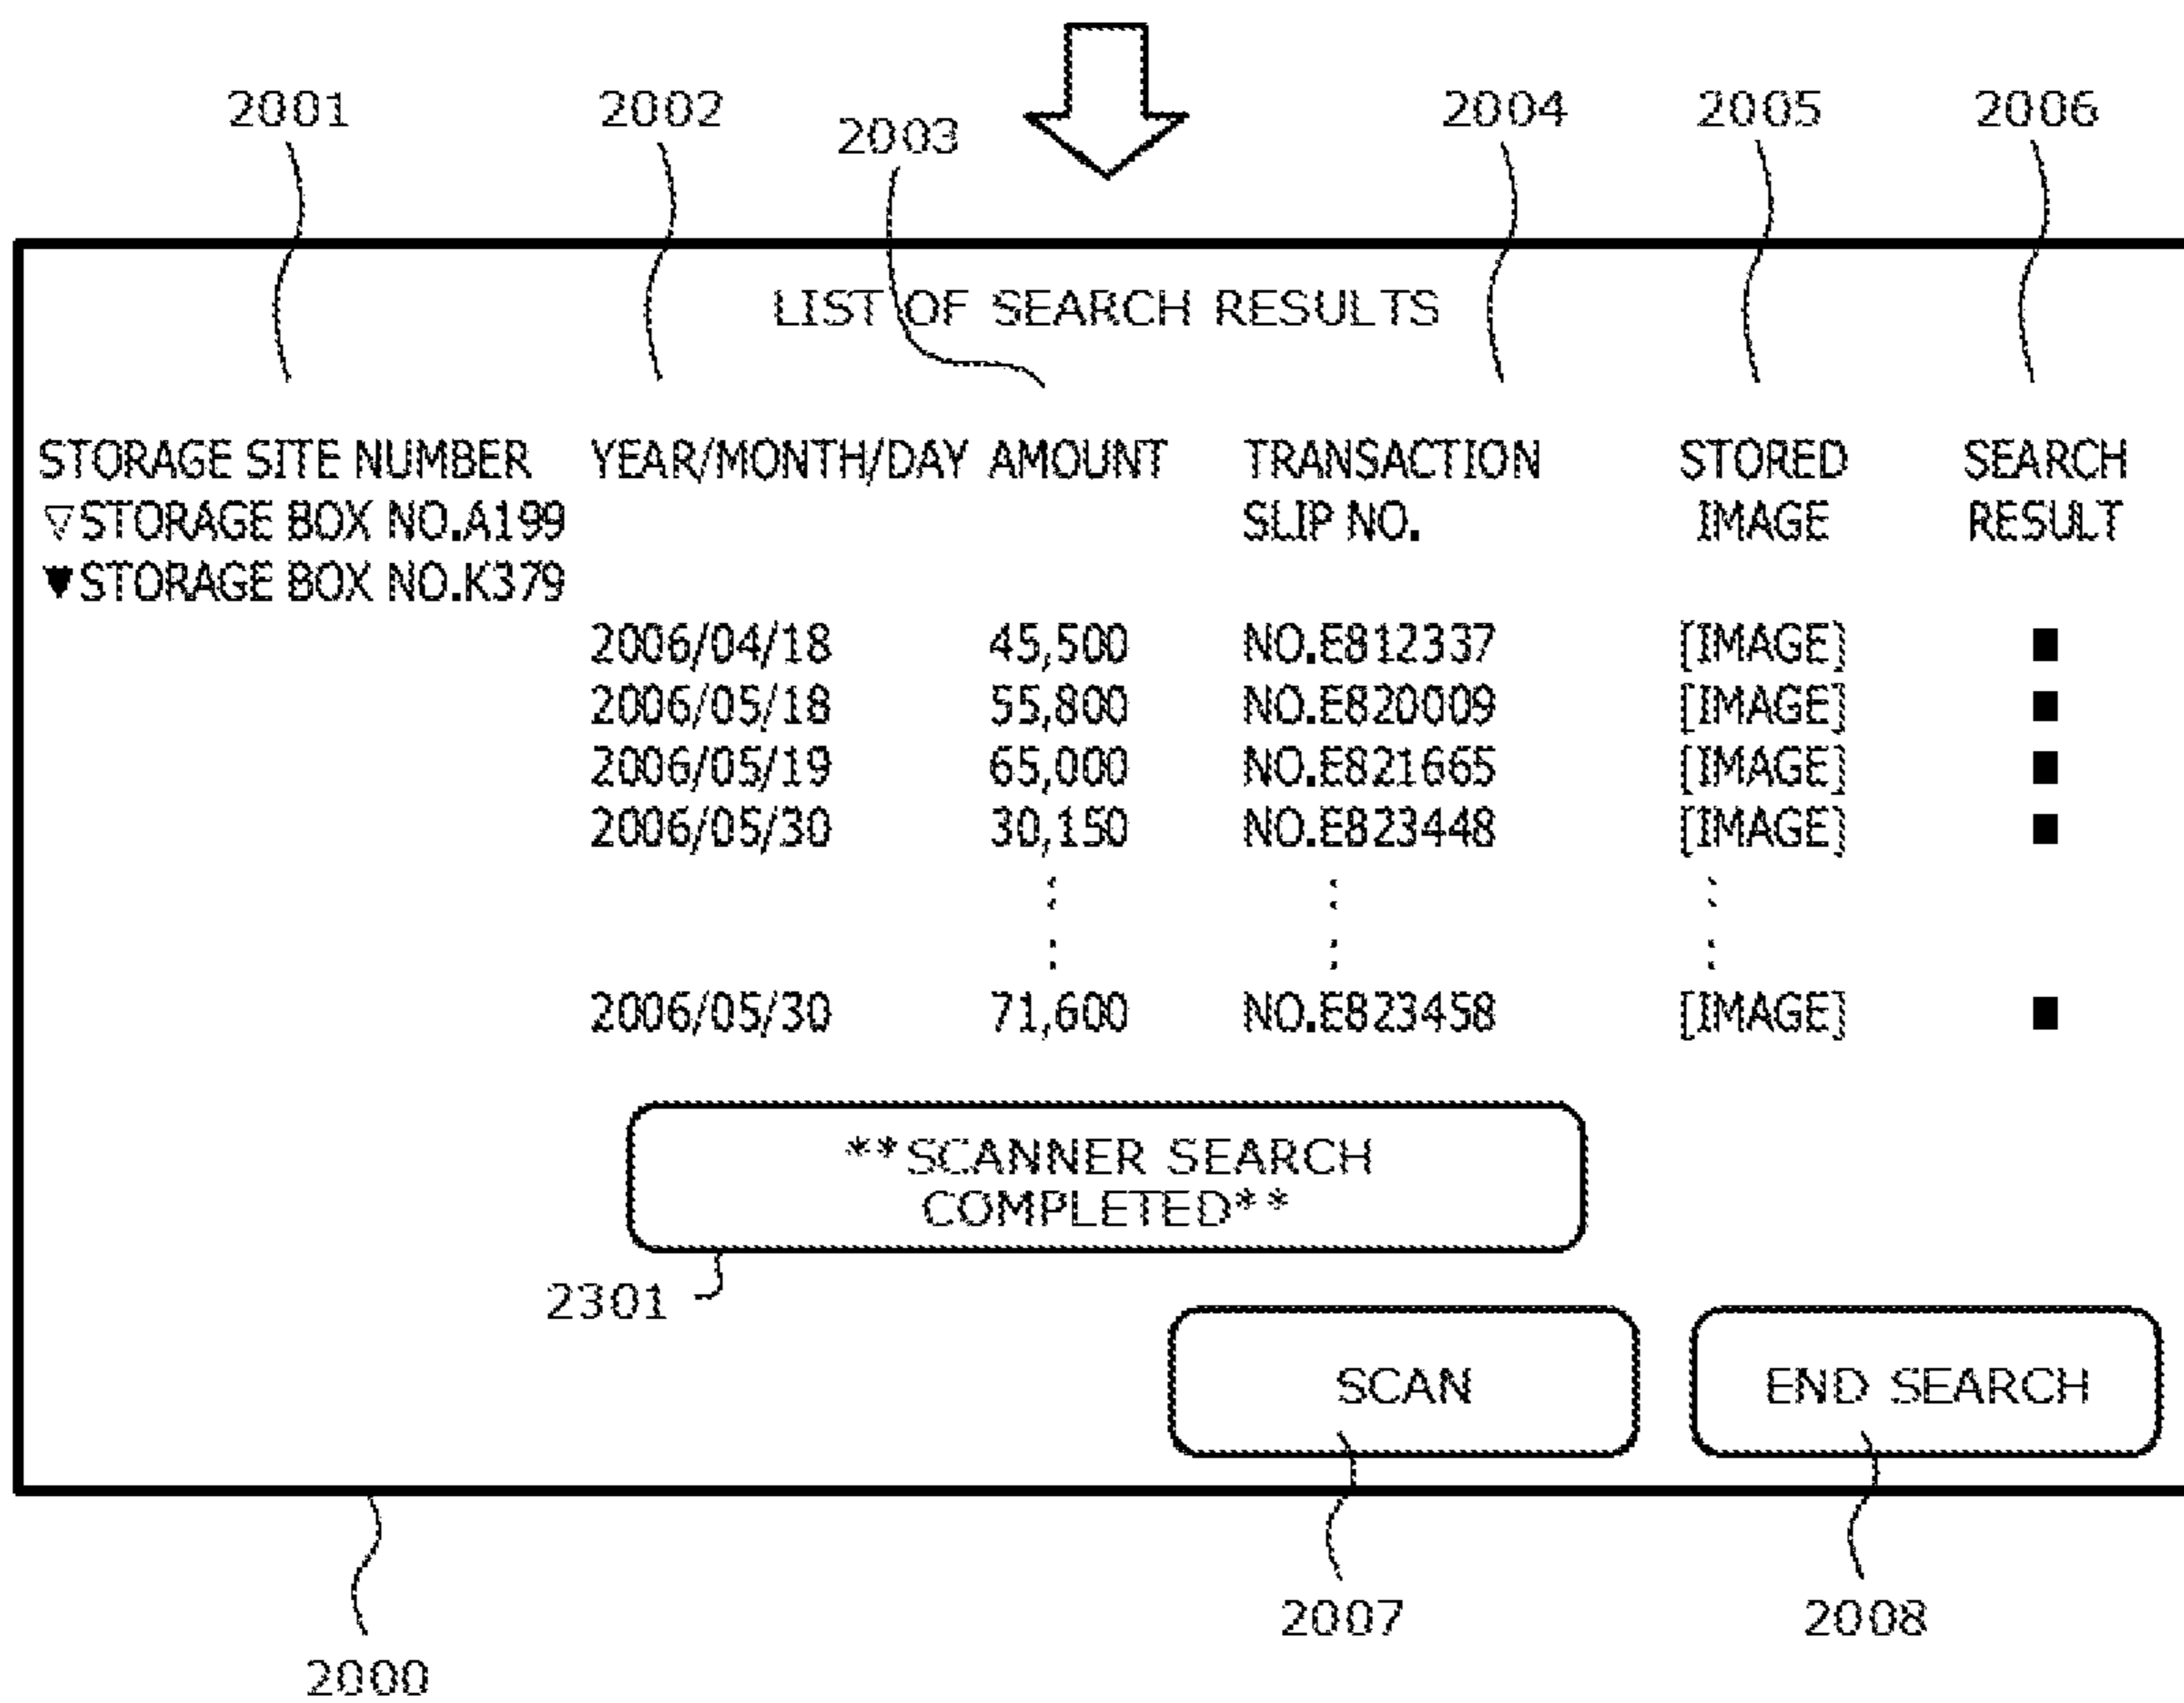 2001 2002 2003 2004 2005 2006
LIST OF SEARCH RESULTS
STORAGE SITE NUMBER YEAR/MONTH/DAY AMOUNT TRANSACTION STORED SEARCH
▽STORAGE BOX NO.A199 SLIP NO. IMAGE RESULT
▼STORAGE BOX NO.K379
2006/04/18 45,500 NO.E812337 [IMAGE] ■
2006/05/18 55,800 NO.E820009 [IMAGE] ■
2006/05/19 65,000 NO.E821665 [IMAGE] ■
2006/05/30 30,150 NO.E823448 [IMAGE] ■
: : :
: : :
2006/05/30 71,600 NO.E823458 [IMAGE] ■
**SCANNER SEARCH
COMPLETED**
2301
SCAN END SEARCH
2007 2008
2000